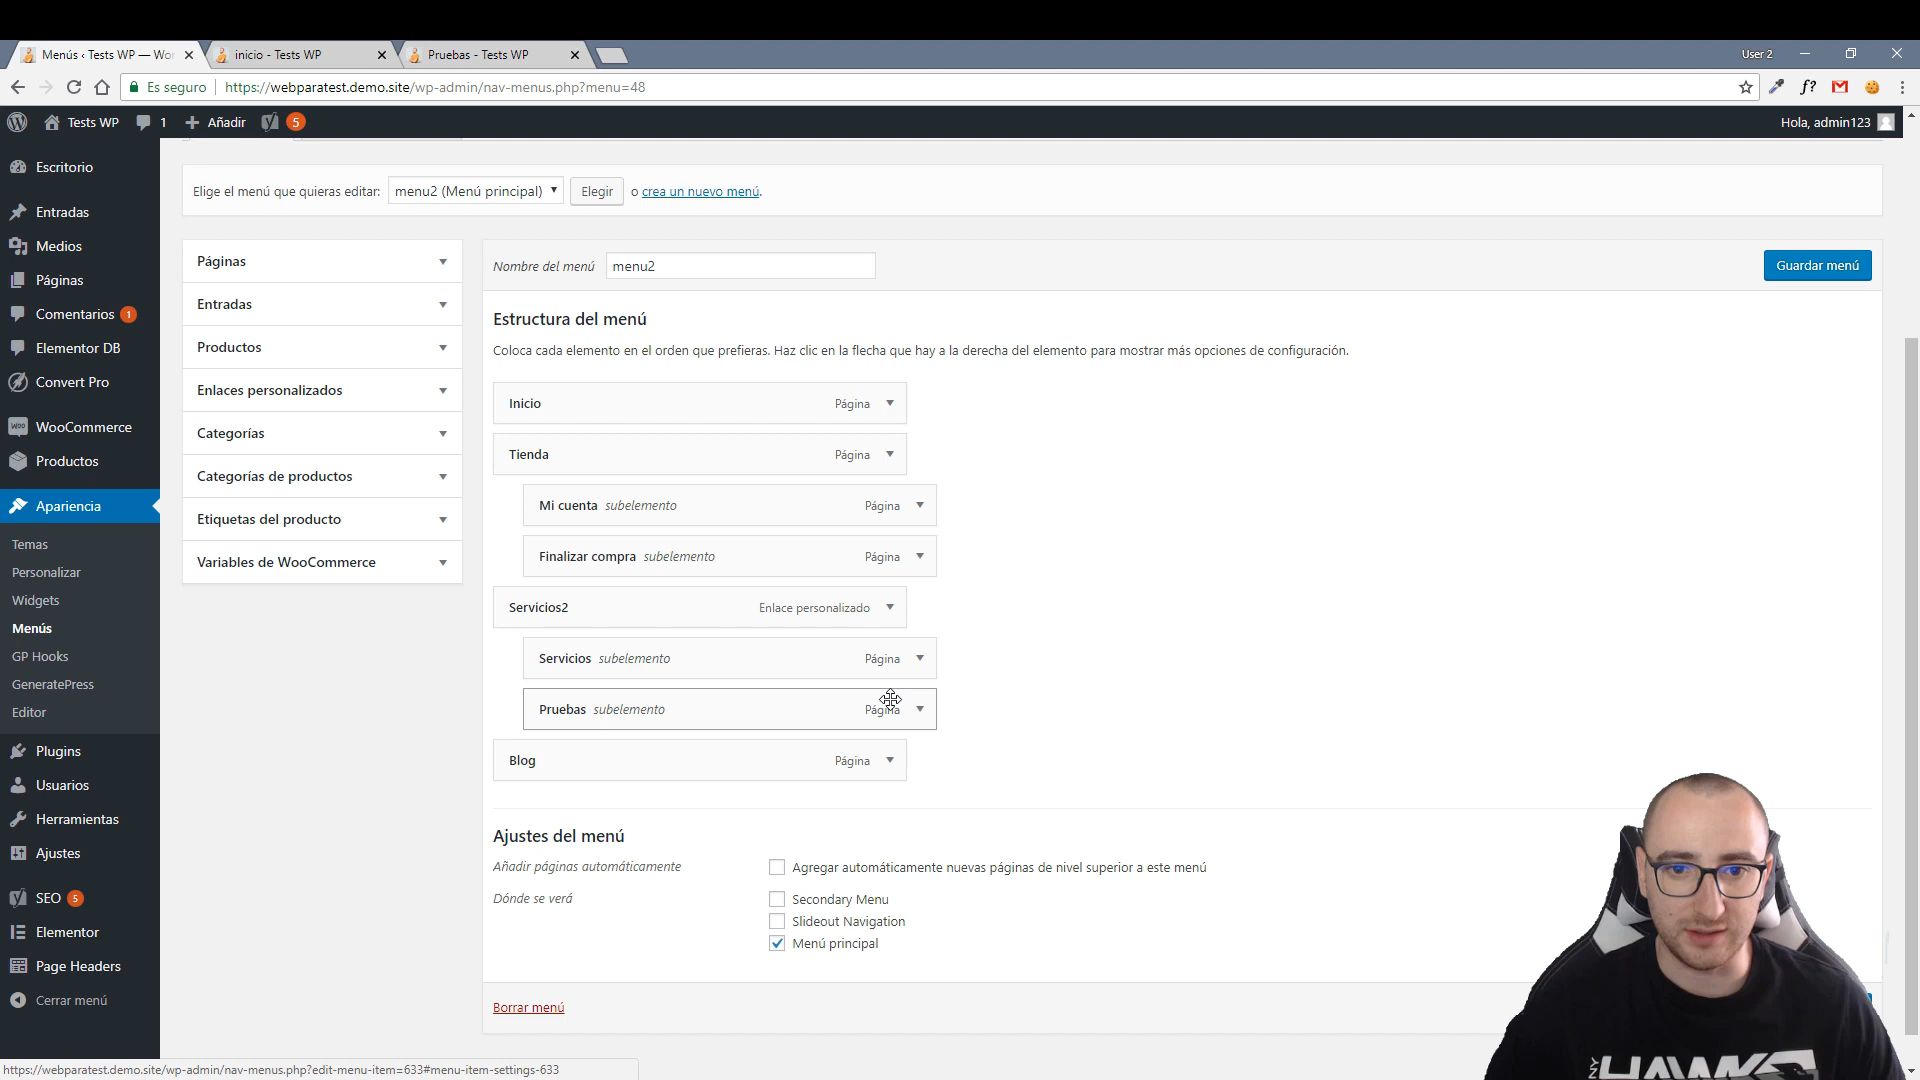 Menús ‹ Tests WP — Wor
inicio - Tests WP
Pruebas - Tests WP
User 2
Es seguro
https://webparatest.demo.site/wp-admin/nav-menus.php?menu=48
f?
Tests WP
1
Añadir
5
Hola, admin123
Escritorio
Entradas
Medios
Páginas
Comentarios 1
Elementor DB
Convert Pro
WooCommerce
Productos
Apariencia
Temas
Personalizar
Widgets
Menús
GP Hooks
GeneratePress
Editor
Plugins
Usuarios
Herramientas
Ajustes
SEO 5
Elementor
Page Headers
Cerrar menú
Elige el menú que quieras editar: menu2 (Menú principal) Elegir o crea un nuevo menú.
Páginas
Entradas
Productos
Enlaces personalizados
Categorías
Categorías de productos
Etiquetas del producto
Variables de WooCommerce
Nombre del menú menu2 Guardar menú
Estructura del menú
Coloca cada elemento en el orden que prefieras. Haz clic en la flecha que hay a la derecha del elemento para mostrar más opciones de configuración.
Inicio Página
Tienda Página
Mi cuenta subelemento Página
Finalizar compra subelemento Página
Servicios2 Enlace personalizado
Servicios subelemento Página
Pruebas subelemento Página
Blog Página
Ajustes del menú
Añadir páginas automáticamente Agregar automáticamente nuevas páginas de nivel superior a este menú
Dónde se verá Secondary Menu
Slideout Navigation
Menú principal
Borrar menú
https://webparatest.demo.site/wp-admin/nav-menus.php?edit-menu-item=633#menu-item-settings-633